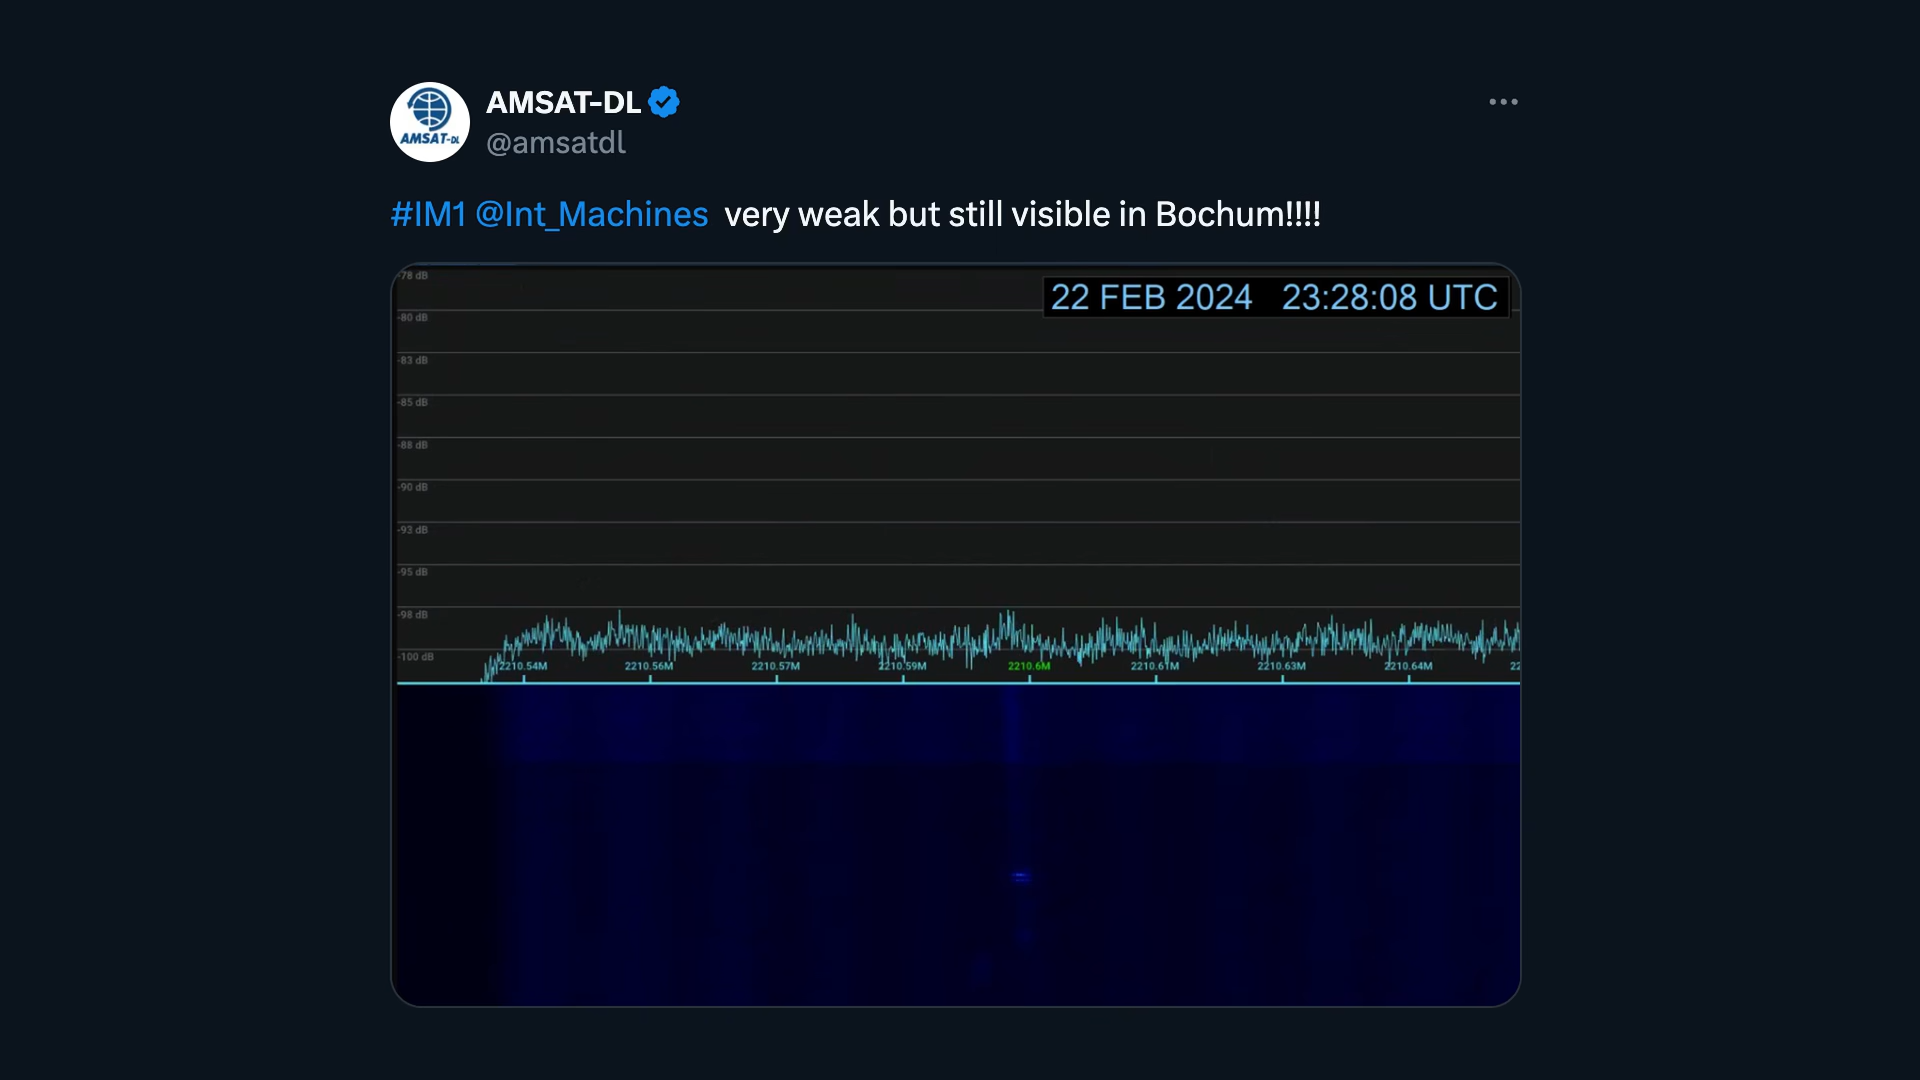 AMSAT-DL
AMSAT-DL
@amsatdl
#IM1 @Int_Machines very weak but still visible in Bochum!!!!
-78 dB
22 FEB 2024 23:28:08 UTC
-80 dB
-83 dB
-85 dB
-88 dB
-90 dB
-93 dB
-95 dB
-98 dB
-100 dB
2210.54M 2210.56M 2210.57M 2210.59M 2210.6M 2210.61M 2210.63M 2210.64M 22